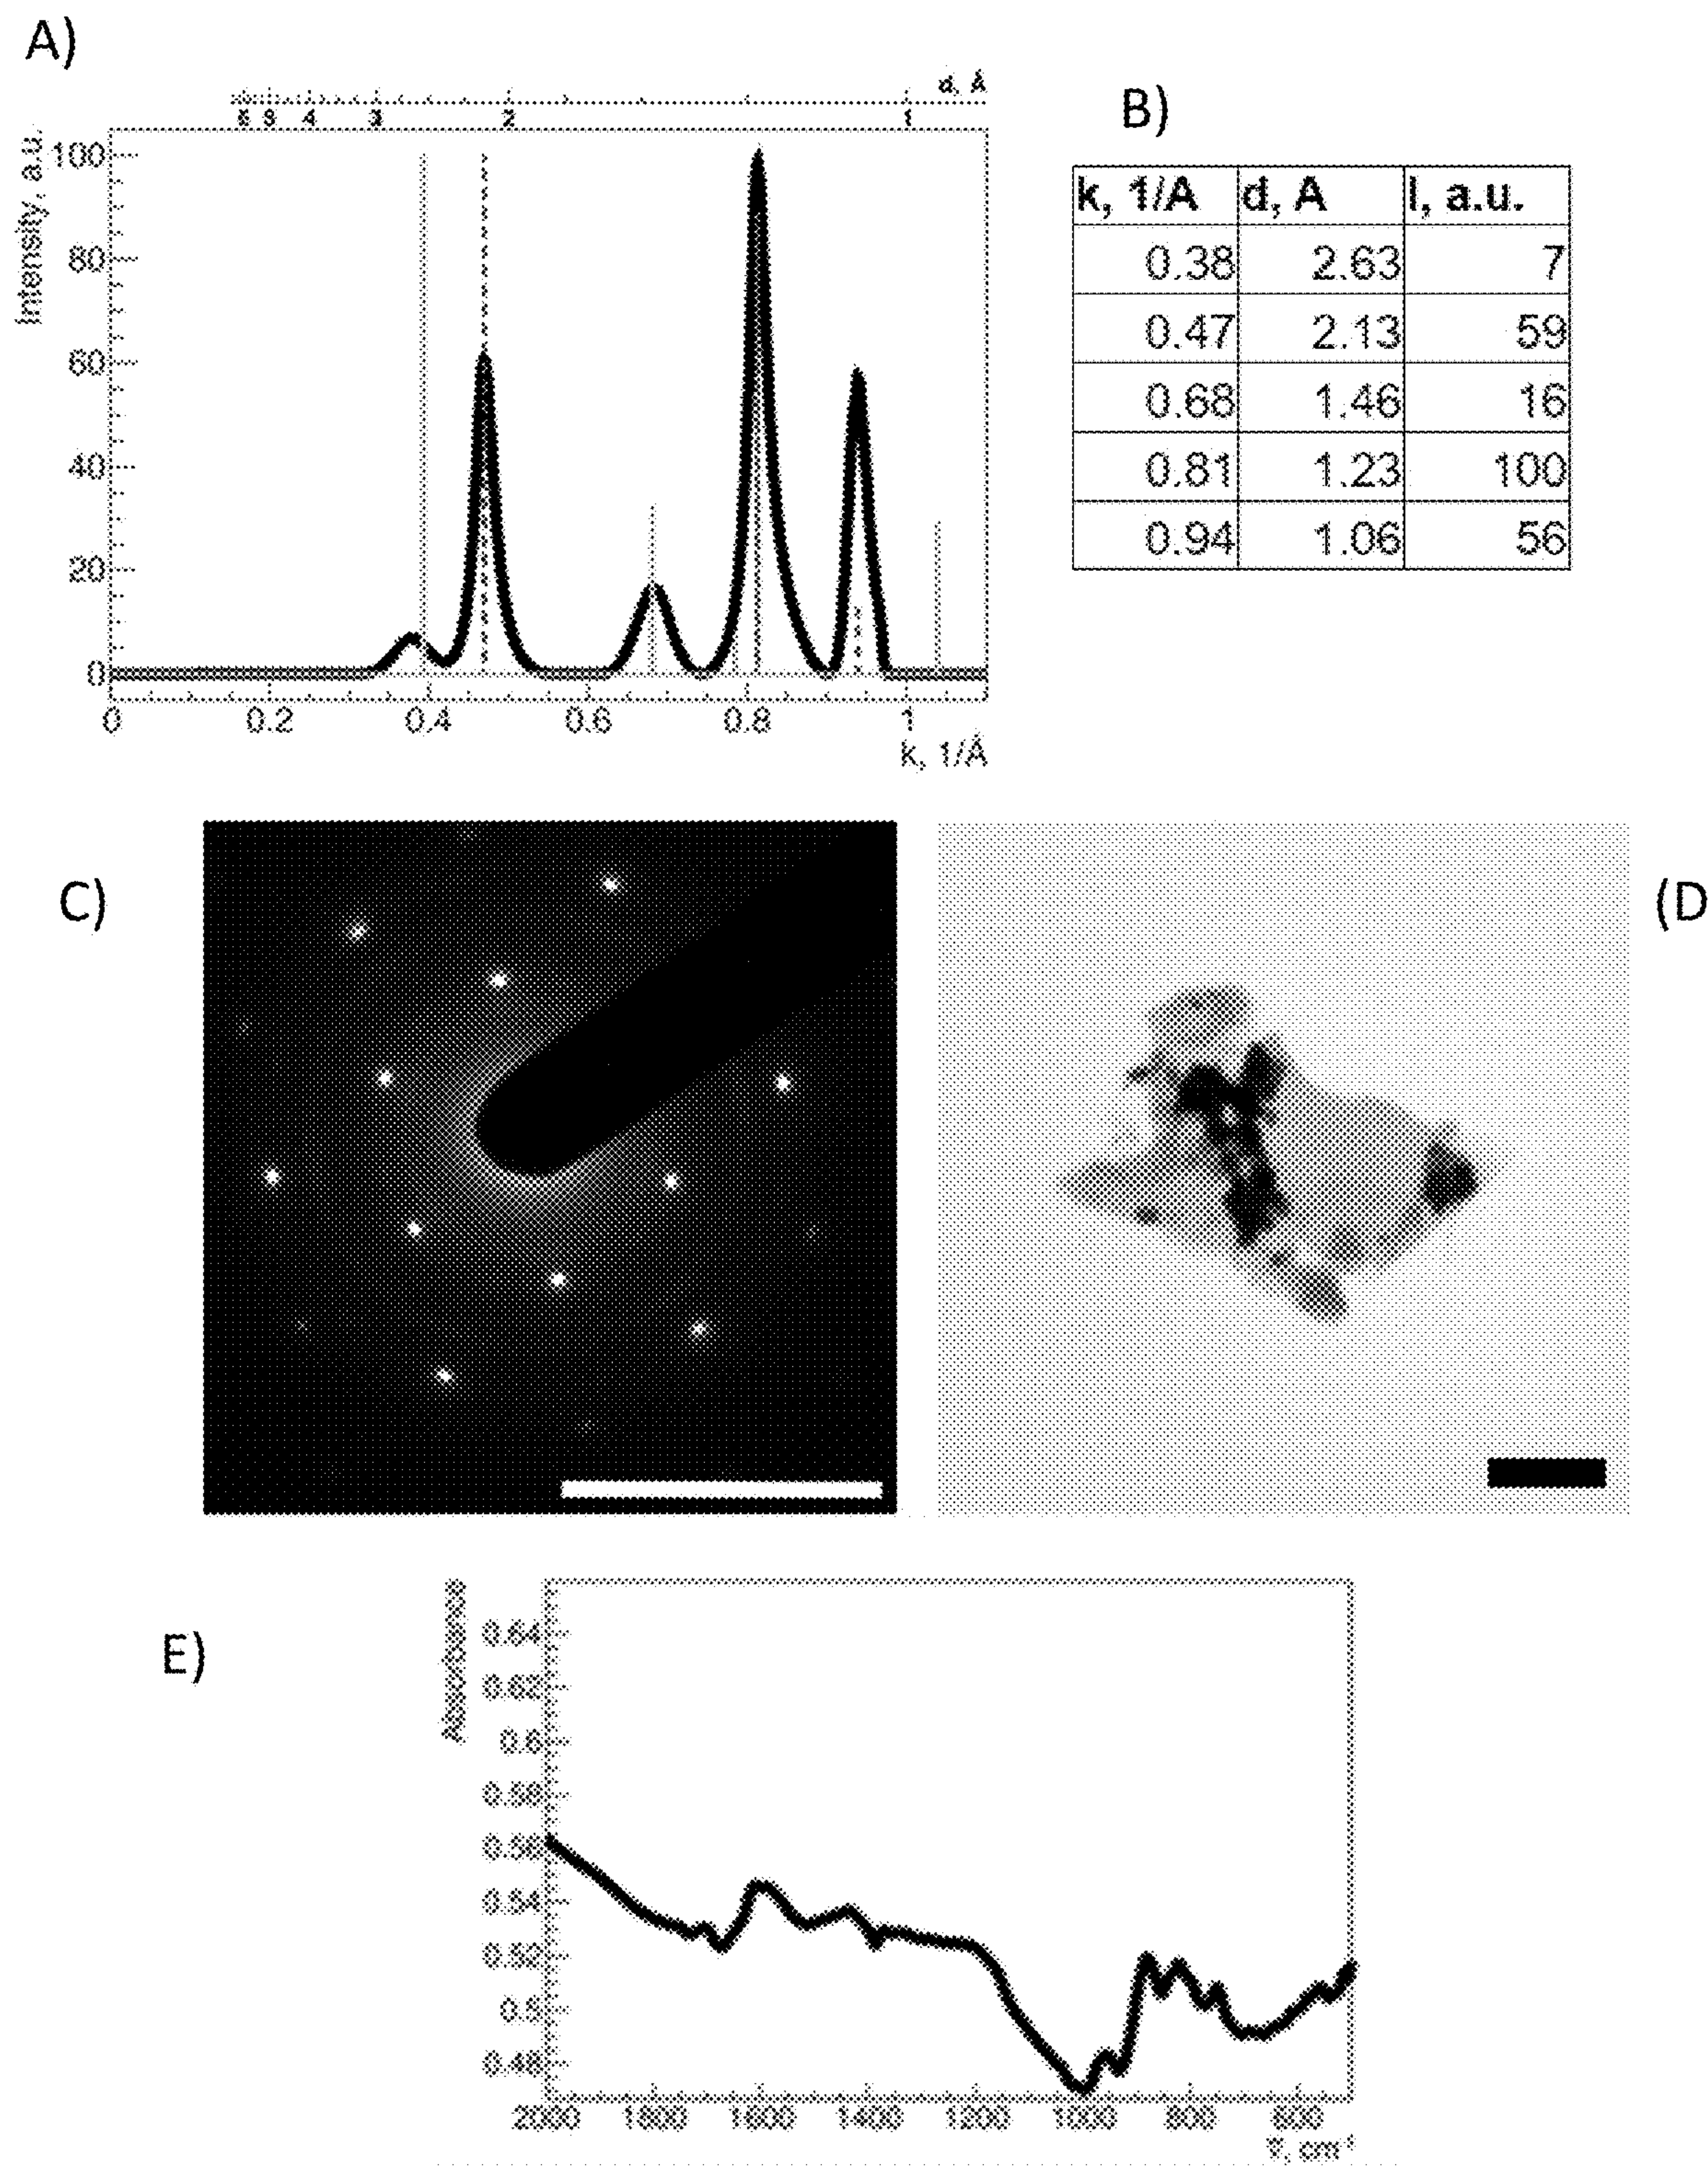 A)
d, Å
4 3 2 1
Intensity, a.u.
100
80
60
40
20
0
0 0.2 0.4 0.6 0.8 1
k, 1/Å
B)
k, 1/A d, A I, a.u.
0.38 2.63 7
0.47 2.13 59
0.68 1.46 16
0.81 1.23 100
0.94 1.06 56
C)
(D
E)
Absorbance
0.64
0.62
0.6
0.58
0.56
0.54
0.52
0.5
0.48
2000 1800 1600 1400 1200 1000 800 600
ṽ, cm⁻¹